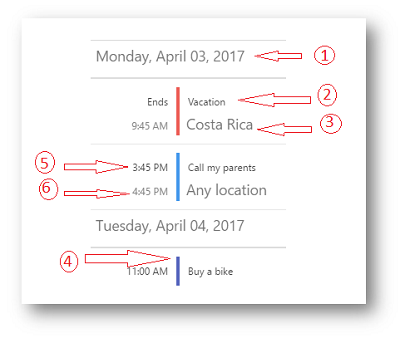 Monday, April 03, 2017 1
Ends Vacation 2
9:45 AM Costa Rica 3
5 3:45 PM Call my parents
6 4:45 PM Any location
Tuesday, April 04, 2017
4 11:00 AM Buy a bike